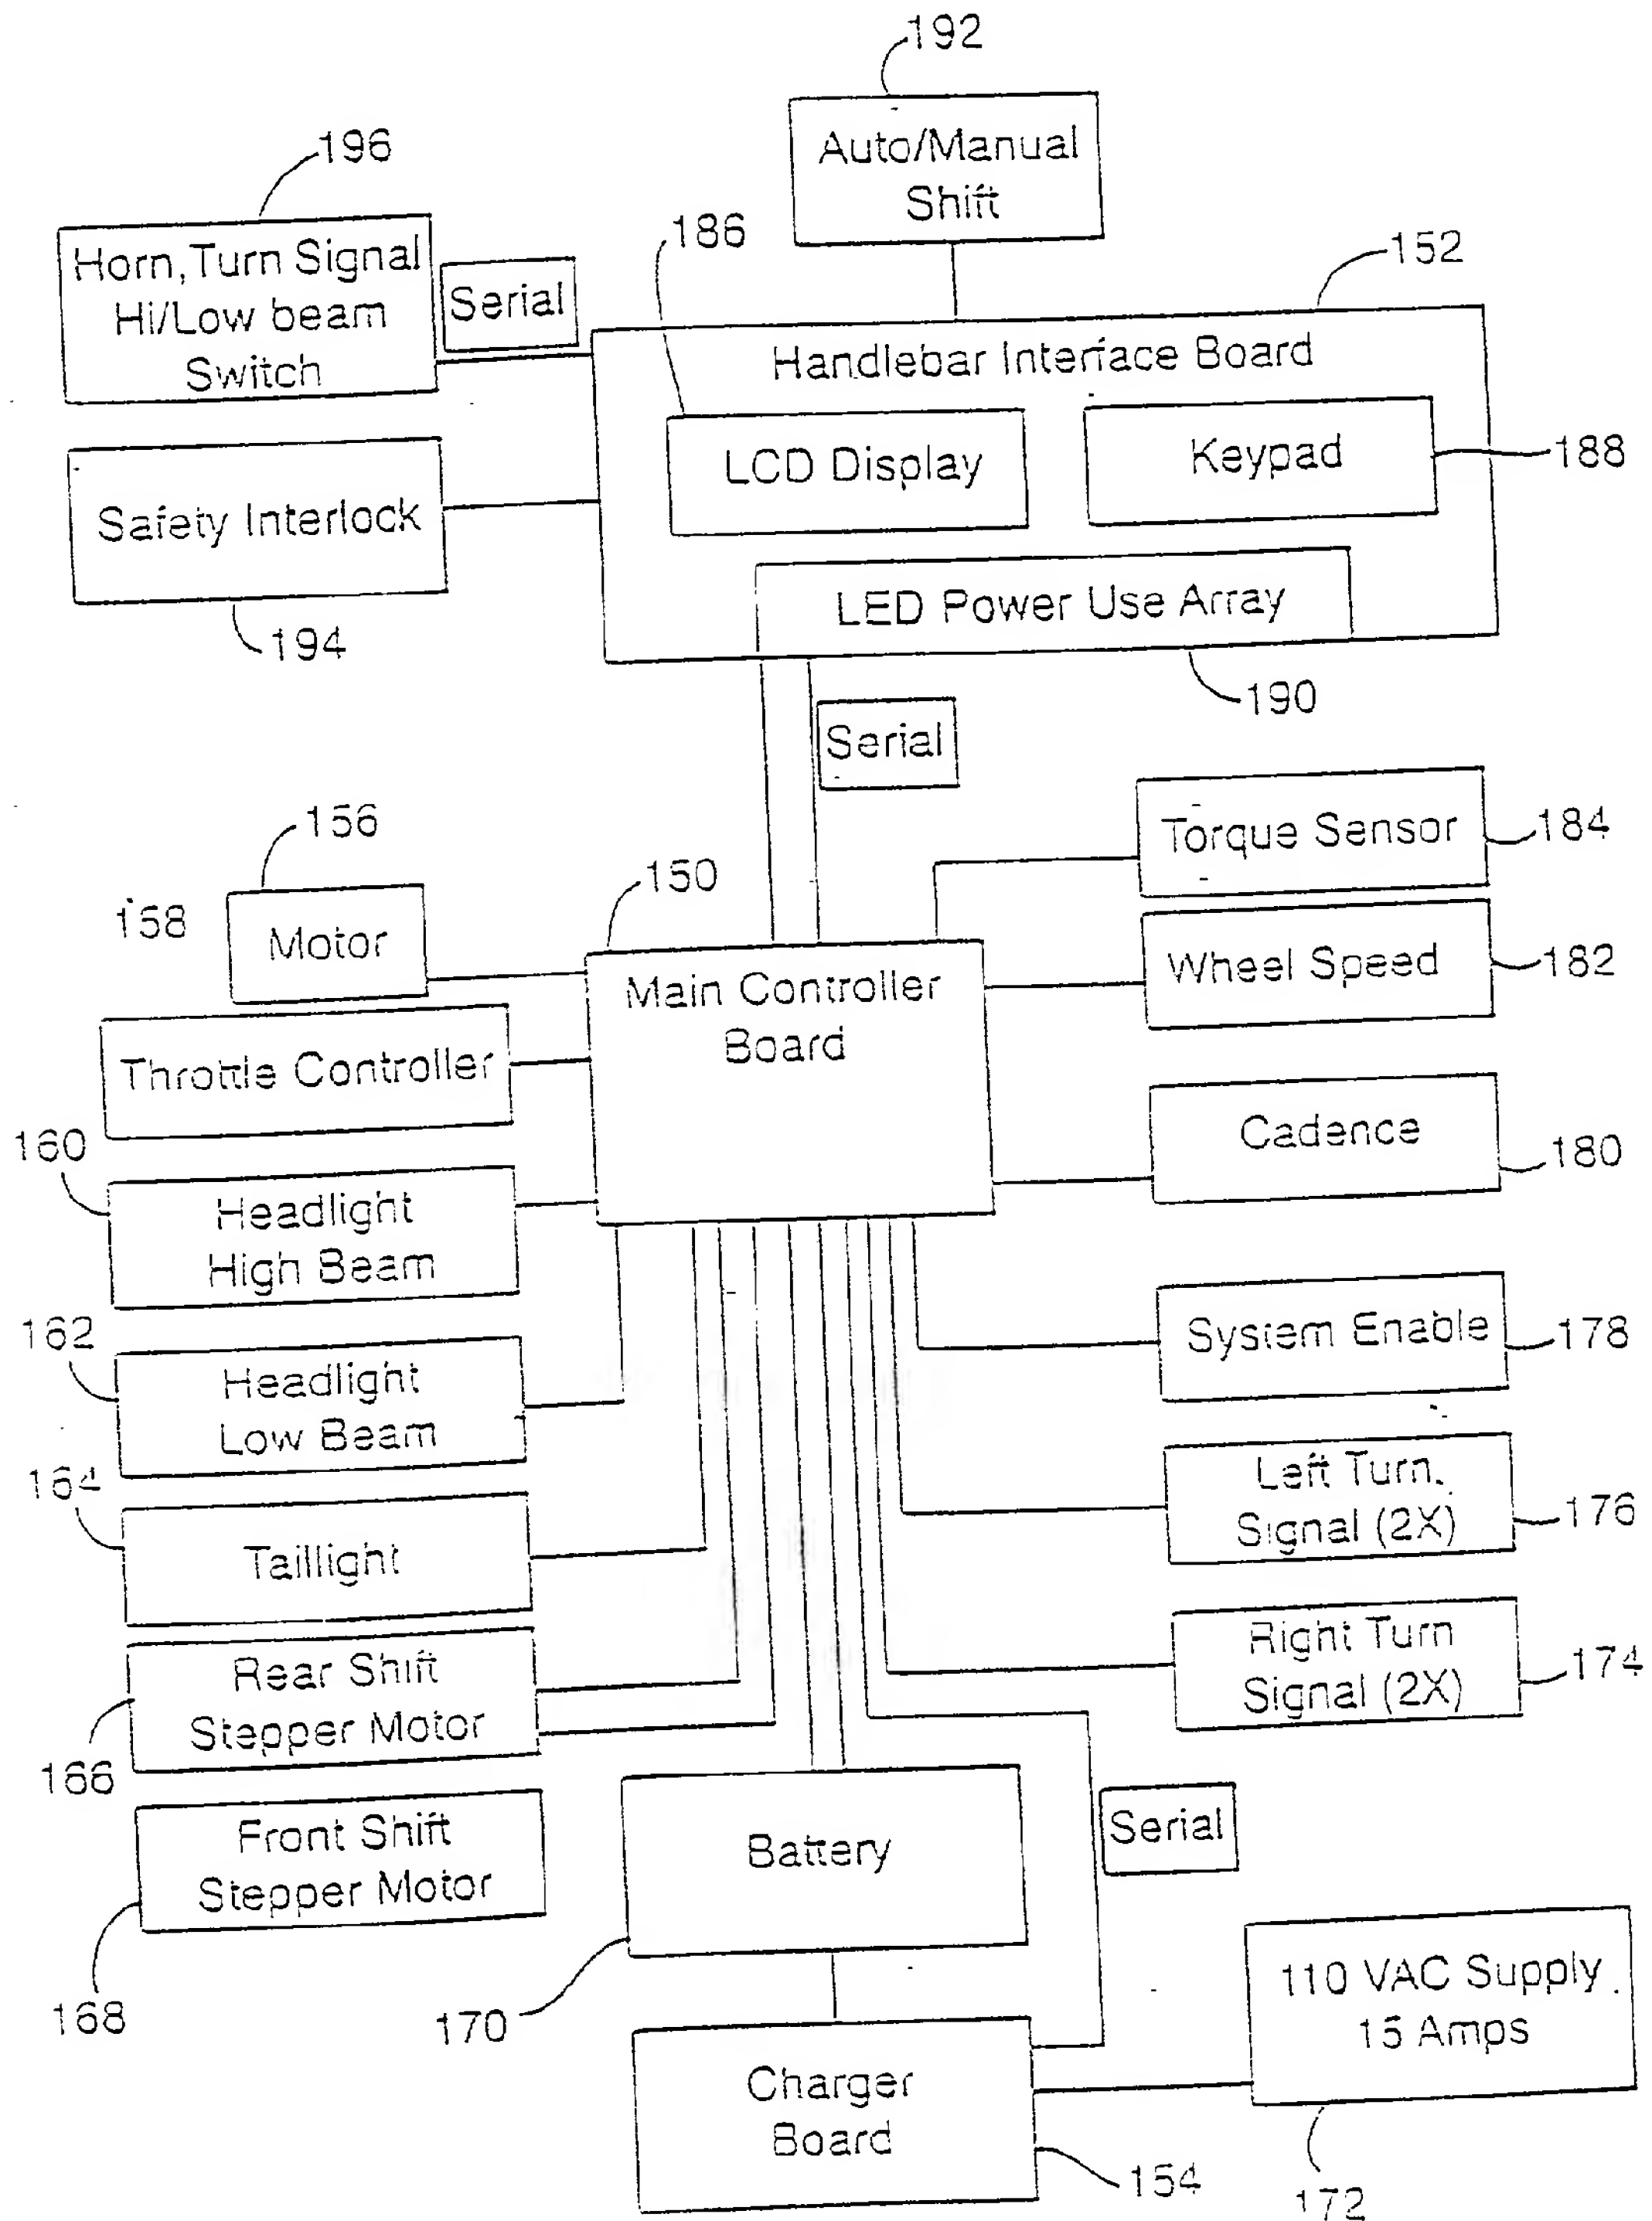 192
Auto/Manual
Shift
196
Horn, Turn Signal
Hi/Low beam
Switch
Serial
186
152
Handlebar Interface Board
LCD Display
Keypad
188
Safety Interlock
194
LED Power Use Array
190
Serial
Torque Sensor
184
156
158
Motor
150
Main Controller
Board
Wheel Speed
182
Throttle Controller
Cadence
180
160
Headlight
High Beam
System Enable
178
162
Headlight
Low Beam
Left Turn
Signal (2X)
176
164
Taillight
Right Turn
Signal (2X)
174
Rear Shift
Stepper Motor
166
Front Shift
Stepper Motor
168
Battery
170
Serial
110 VAC Supply
15 Amps
172
Charger
Board
154